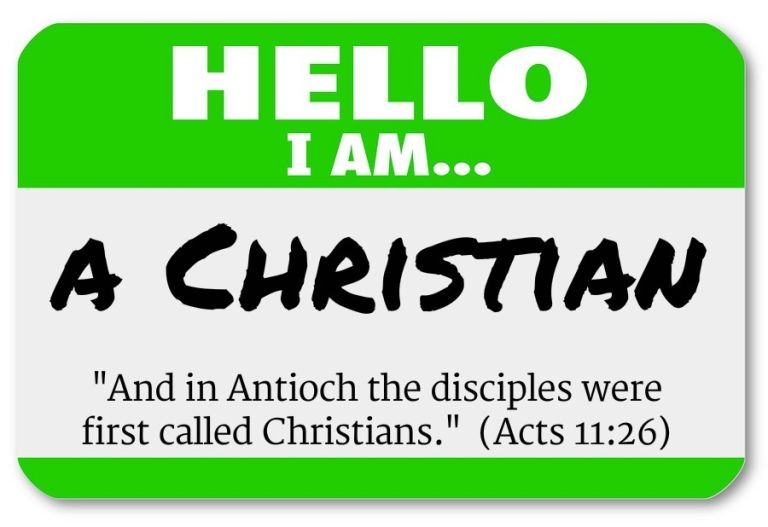 HELLO
I AM...
A CHRISTIAN
"And in Antioch the disciples were
first called Christians." (Acts 11:26)